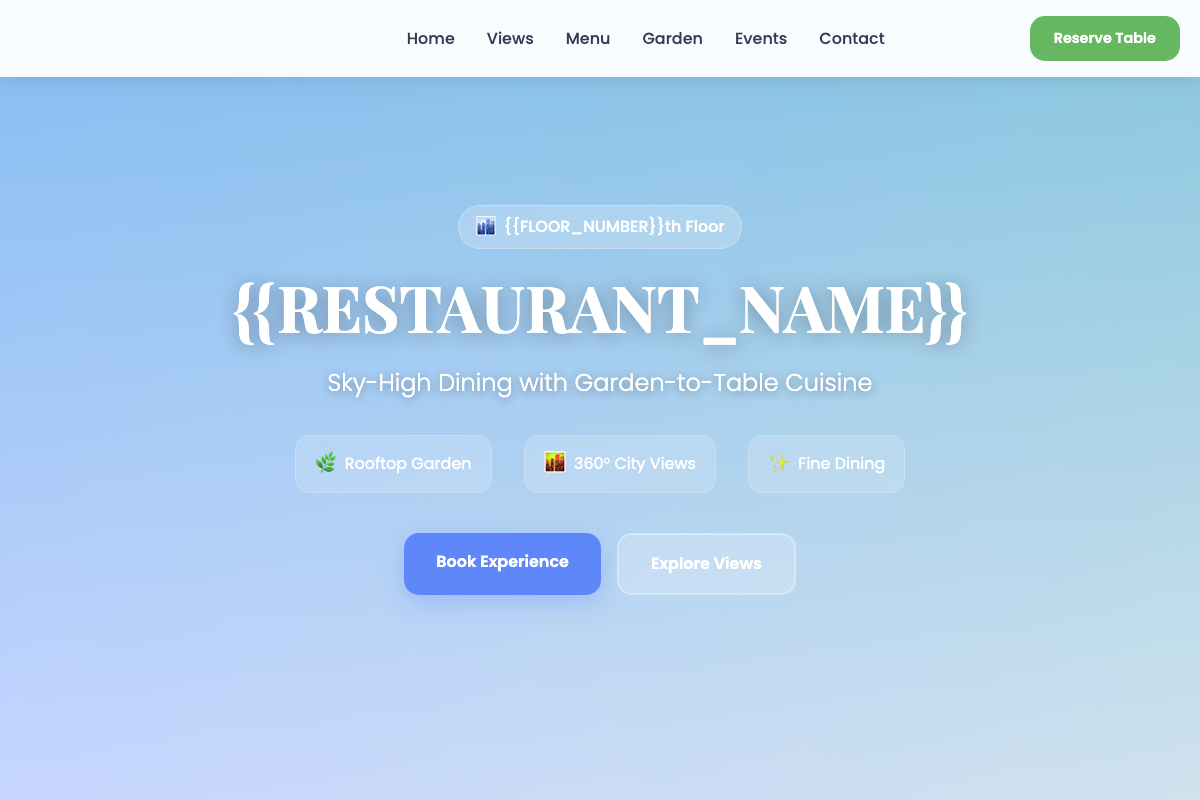 Home Views Menu Garden Events Contact Reserve Table
{{FLOOR_NUMBER}}th Floor
{{RESTAURANT_NAME}}
Sky-High Dining with Garden-to-Table Cuisine
Rooftop Garden 360° City Views Fine Dining
Book Experience Explore Views